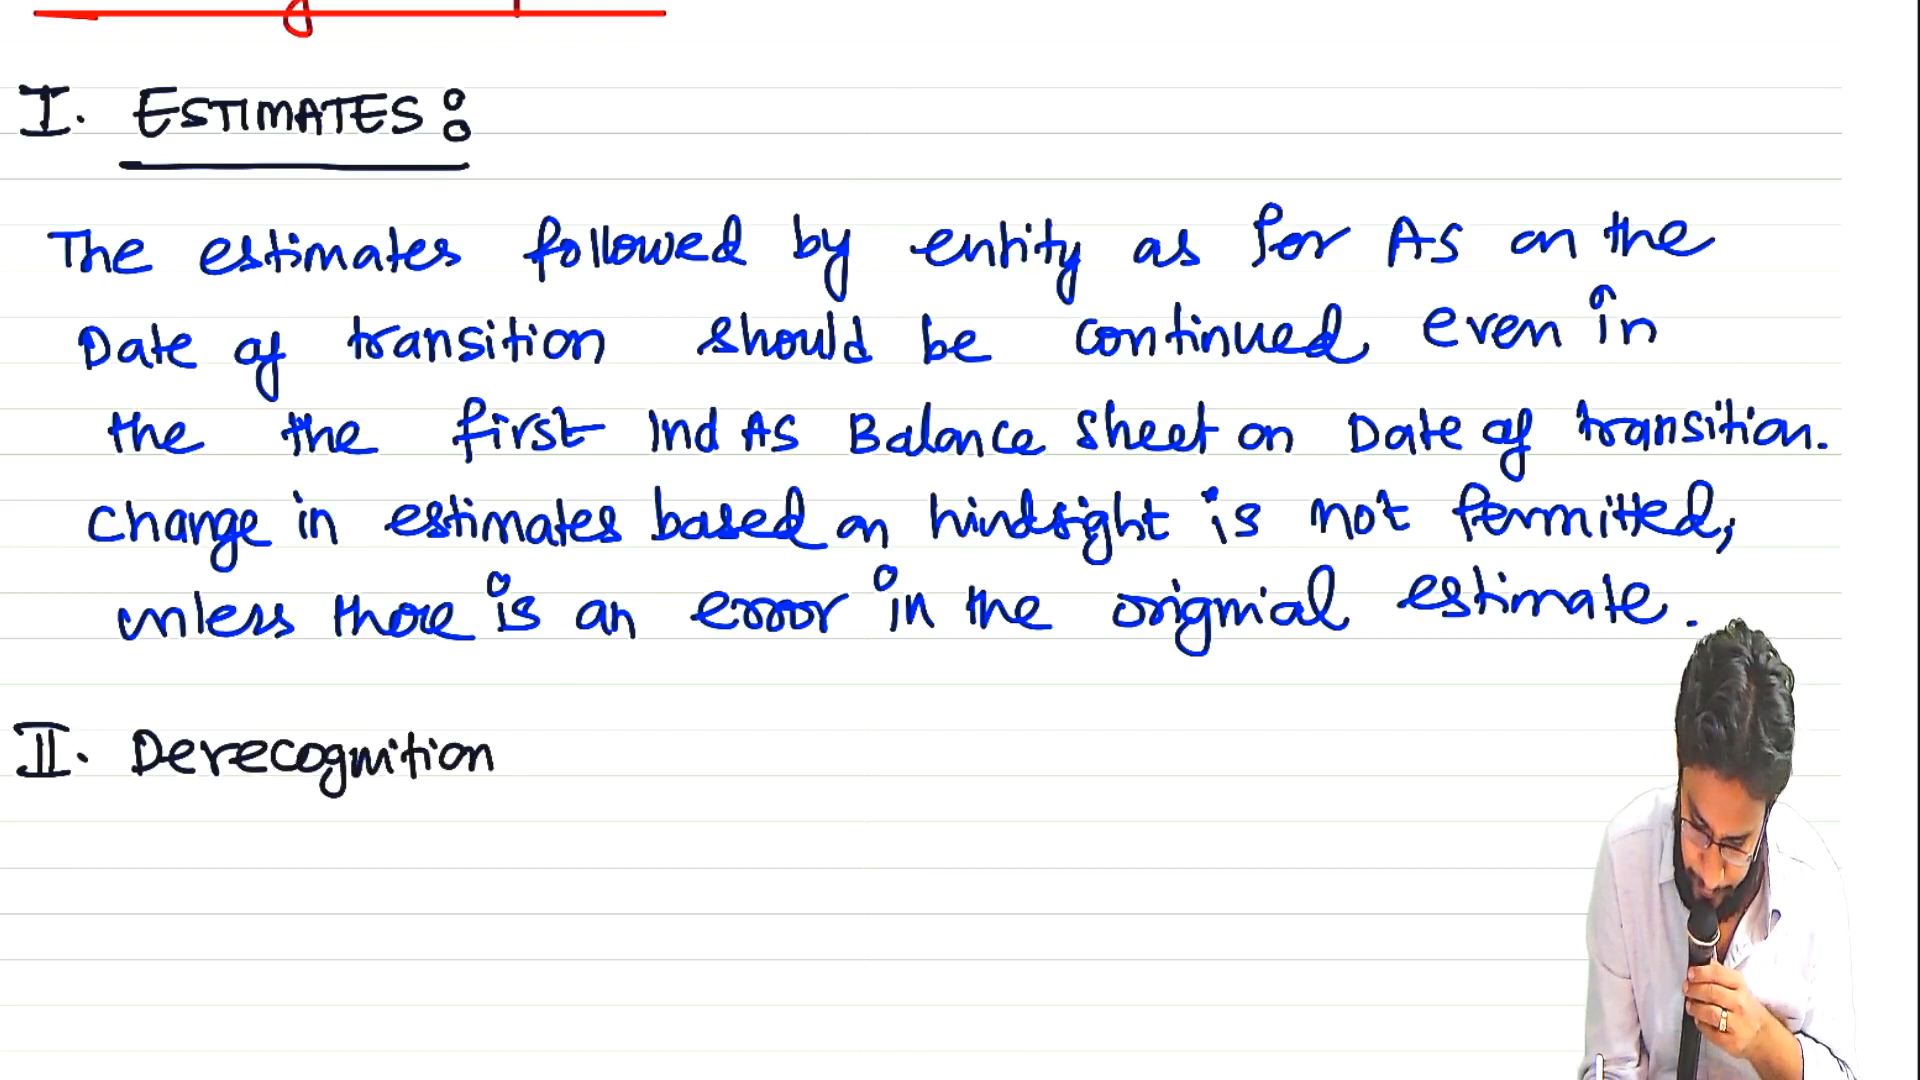 I. ESTIMATES:
The estimates followed by entity as per AS on the
Date of transition should be continued even in
the the first Ind AS Balance sheet on Date of transition.
Change in estimates based on hindsight is not permitted,
unless there is an error in the orignial estimate.
II. Derecognition